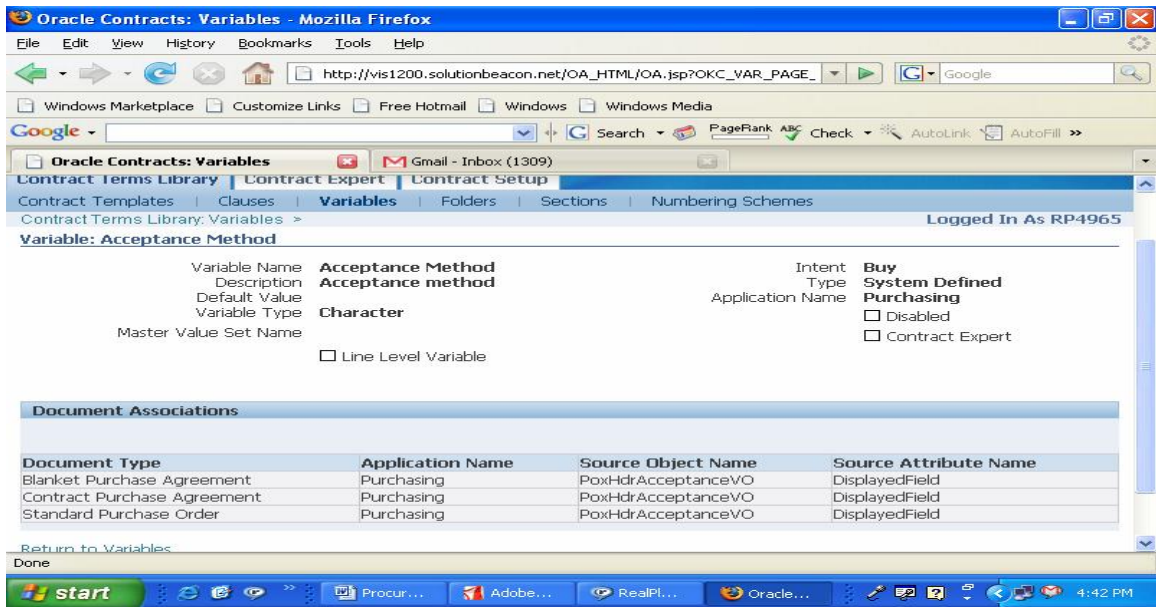 Oracle Contracts: Variables - Mozilla Firefox
File Edit View History Bookmarks Tools Help
http://vis1200.solutionbeacon.net/OA_HTML/OA.jsp?OKC_VAR_PAGE_ G Google
Windows Marketplace Customize Links Free Hotmail Windows Windows Media
Google G Search PageRank ABC Check AutoLink AutoFill »
Oracle Contracts: Variables Gmail - Inbox (1309)
Contract Terms Library Contract Expert Contract Setup
Contract Templates | Clauses | Variables | Folders | Sections | Numbering Schemes
Contract Terms Library: Variables > Logged In As RP4965
Variable: Acceptance Method
Variable Name Acceptance Method Intent Buy
Description Acceptance method Type System Defined
Default Value Application Name Purchasing
Variable Type Character Disabled
Master Value Set Name Contract Expert
Line Level Variable
Document Associations
Document Type Application Name Source Object Name Source Attribute Name
Blanket Purchase Agreement Purchasing PoxHdrAcceptanceVO DisplayedField
Contract Purchase Agreement Purchasing PoxHdrAcceptanceVO DisplayedField
Standard Purchase Order Purchasing PoxHdrAcceptanceVO DisplayedField
Return to Variables
Done
start » Procur... Adobe... RealPl... Oracle... 4:42 PM